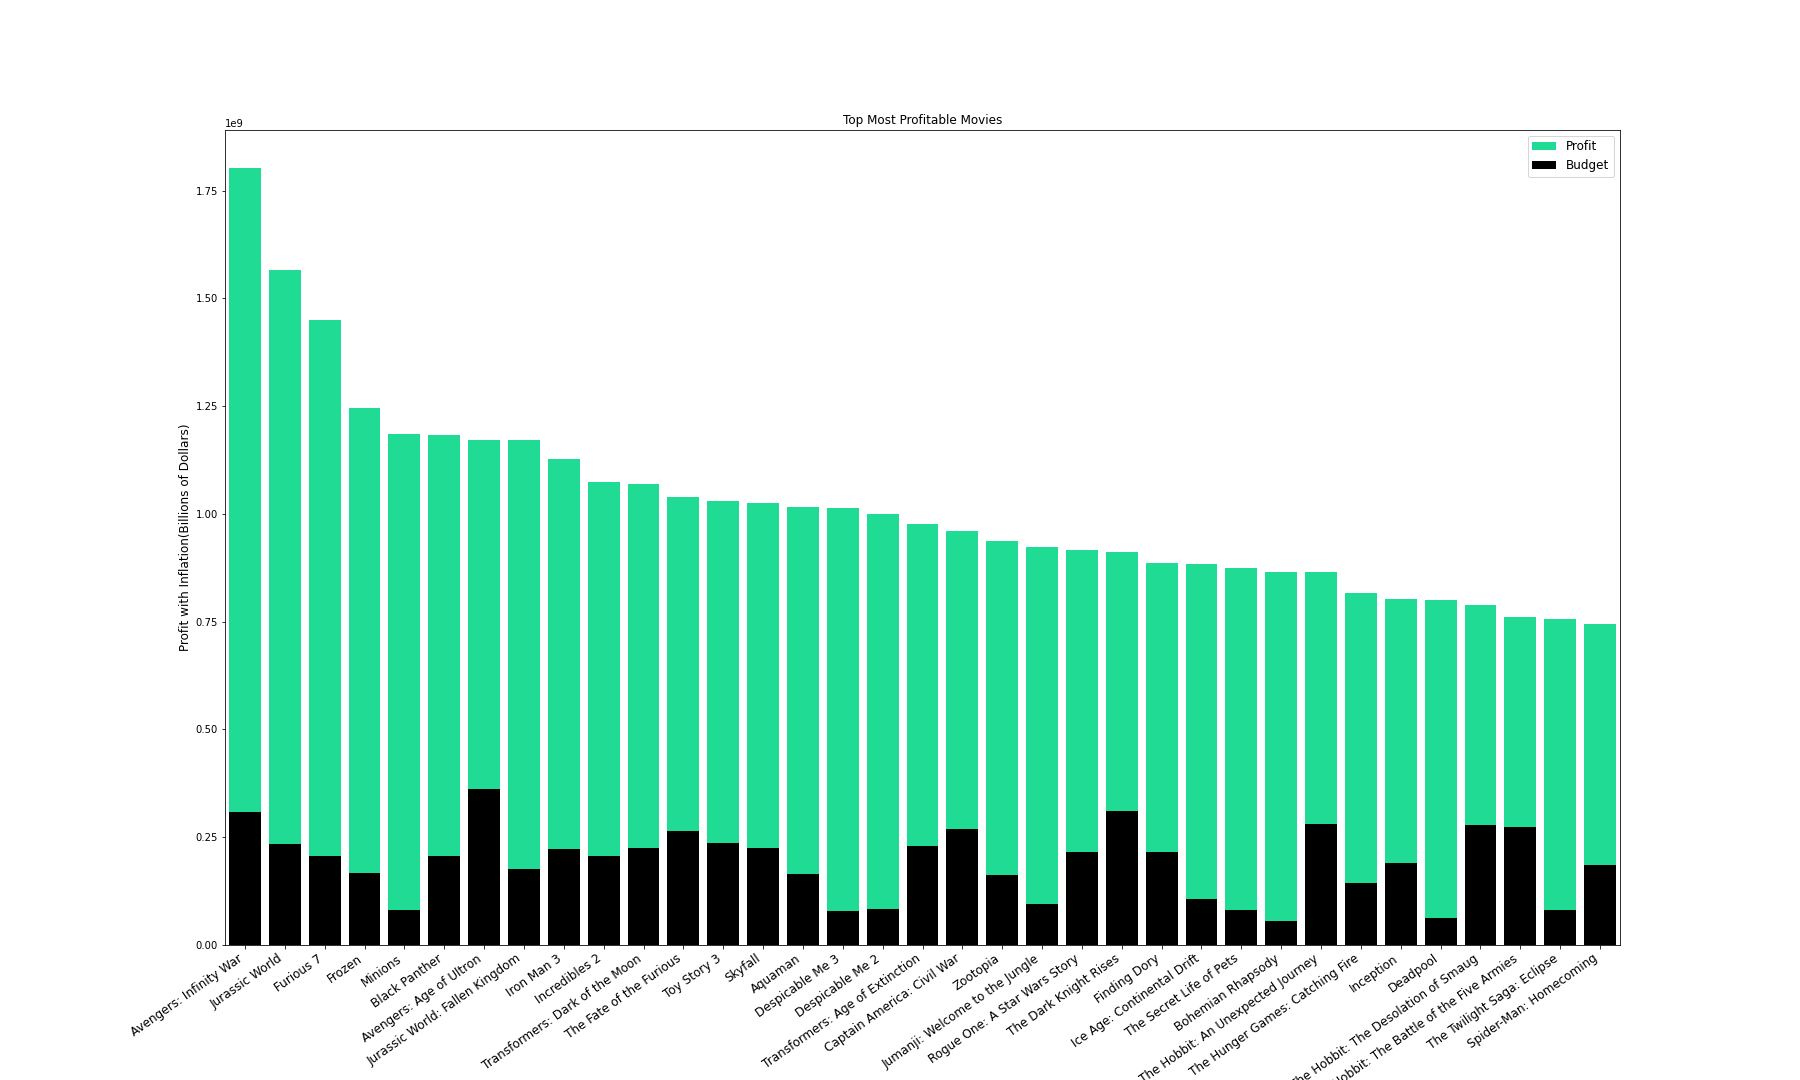 Top Most Profitable Movies
1e9
Profit
Budget
1.75
1.50
1.25
1.00
0.75
0.50
0.25
0.00
Profit with Inflation(Billions of Dollars)
Avengers: Infinity War
Jurassic World
Furious 7
Frozen
Minions
Black Panther
Avengers: Age of Ultron
Jurassic World: Fallen Kingdom
Iron Man 3
Incredibles 2
Transformers: Dark of the Moon
The Fate of the Furious
Toy Story 3
Skyfall
Aquaman
Despicable Me 3
Despicable Me 2
Transformers: Age of Extinction
Captain America: Civil War
Zootopia
Jumanji: Welcome to the Jungle
Rogue One: A Star Wars Story
The Dark Knight Rises
Finding Dory
Ice Age: Continental Drift
The Secret Life of Pets
Bohemian Rhapsody
The Hobbit: An Unexpected Journey
The Hunger Games: Catching Fire
Inception
Deadpool
The Hobbit: The Desolation of Smaug
Hobbit: The Battle of the Five Armies
The Twilight Saga: Eclipse
Spider-Man: Homecoming